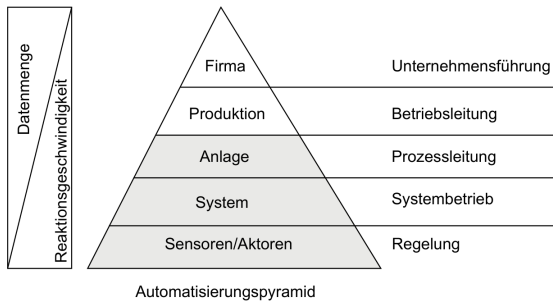 Datenmenge
Reaktionsgeschwindigkeit
Firma
Unternehmensführung
Produktion
Betriebsleitung
Anlage
Prozessleitung
System
Systembetrieb
Sensoren/Aktoren
Regelung
Automatisierungspyramid